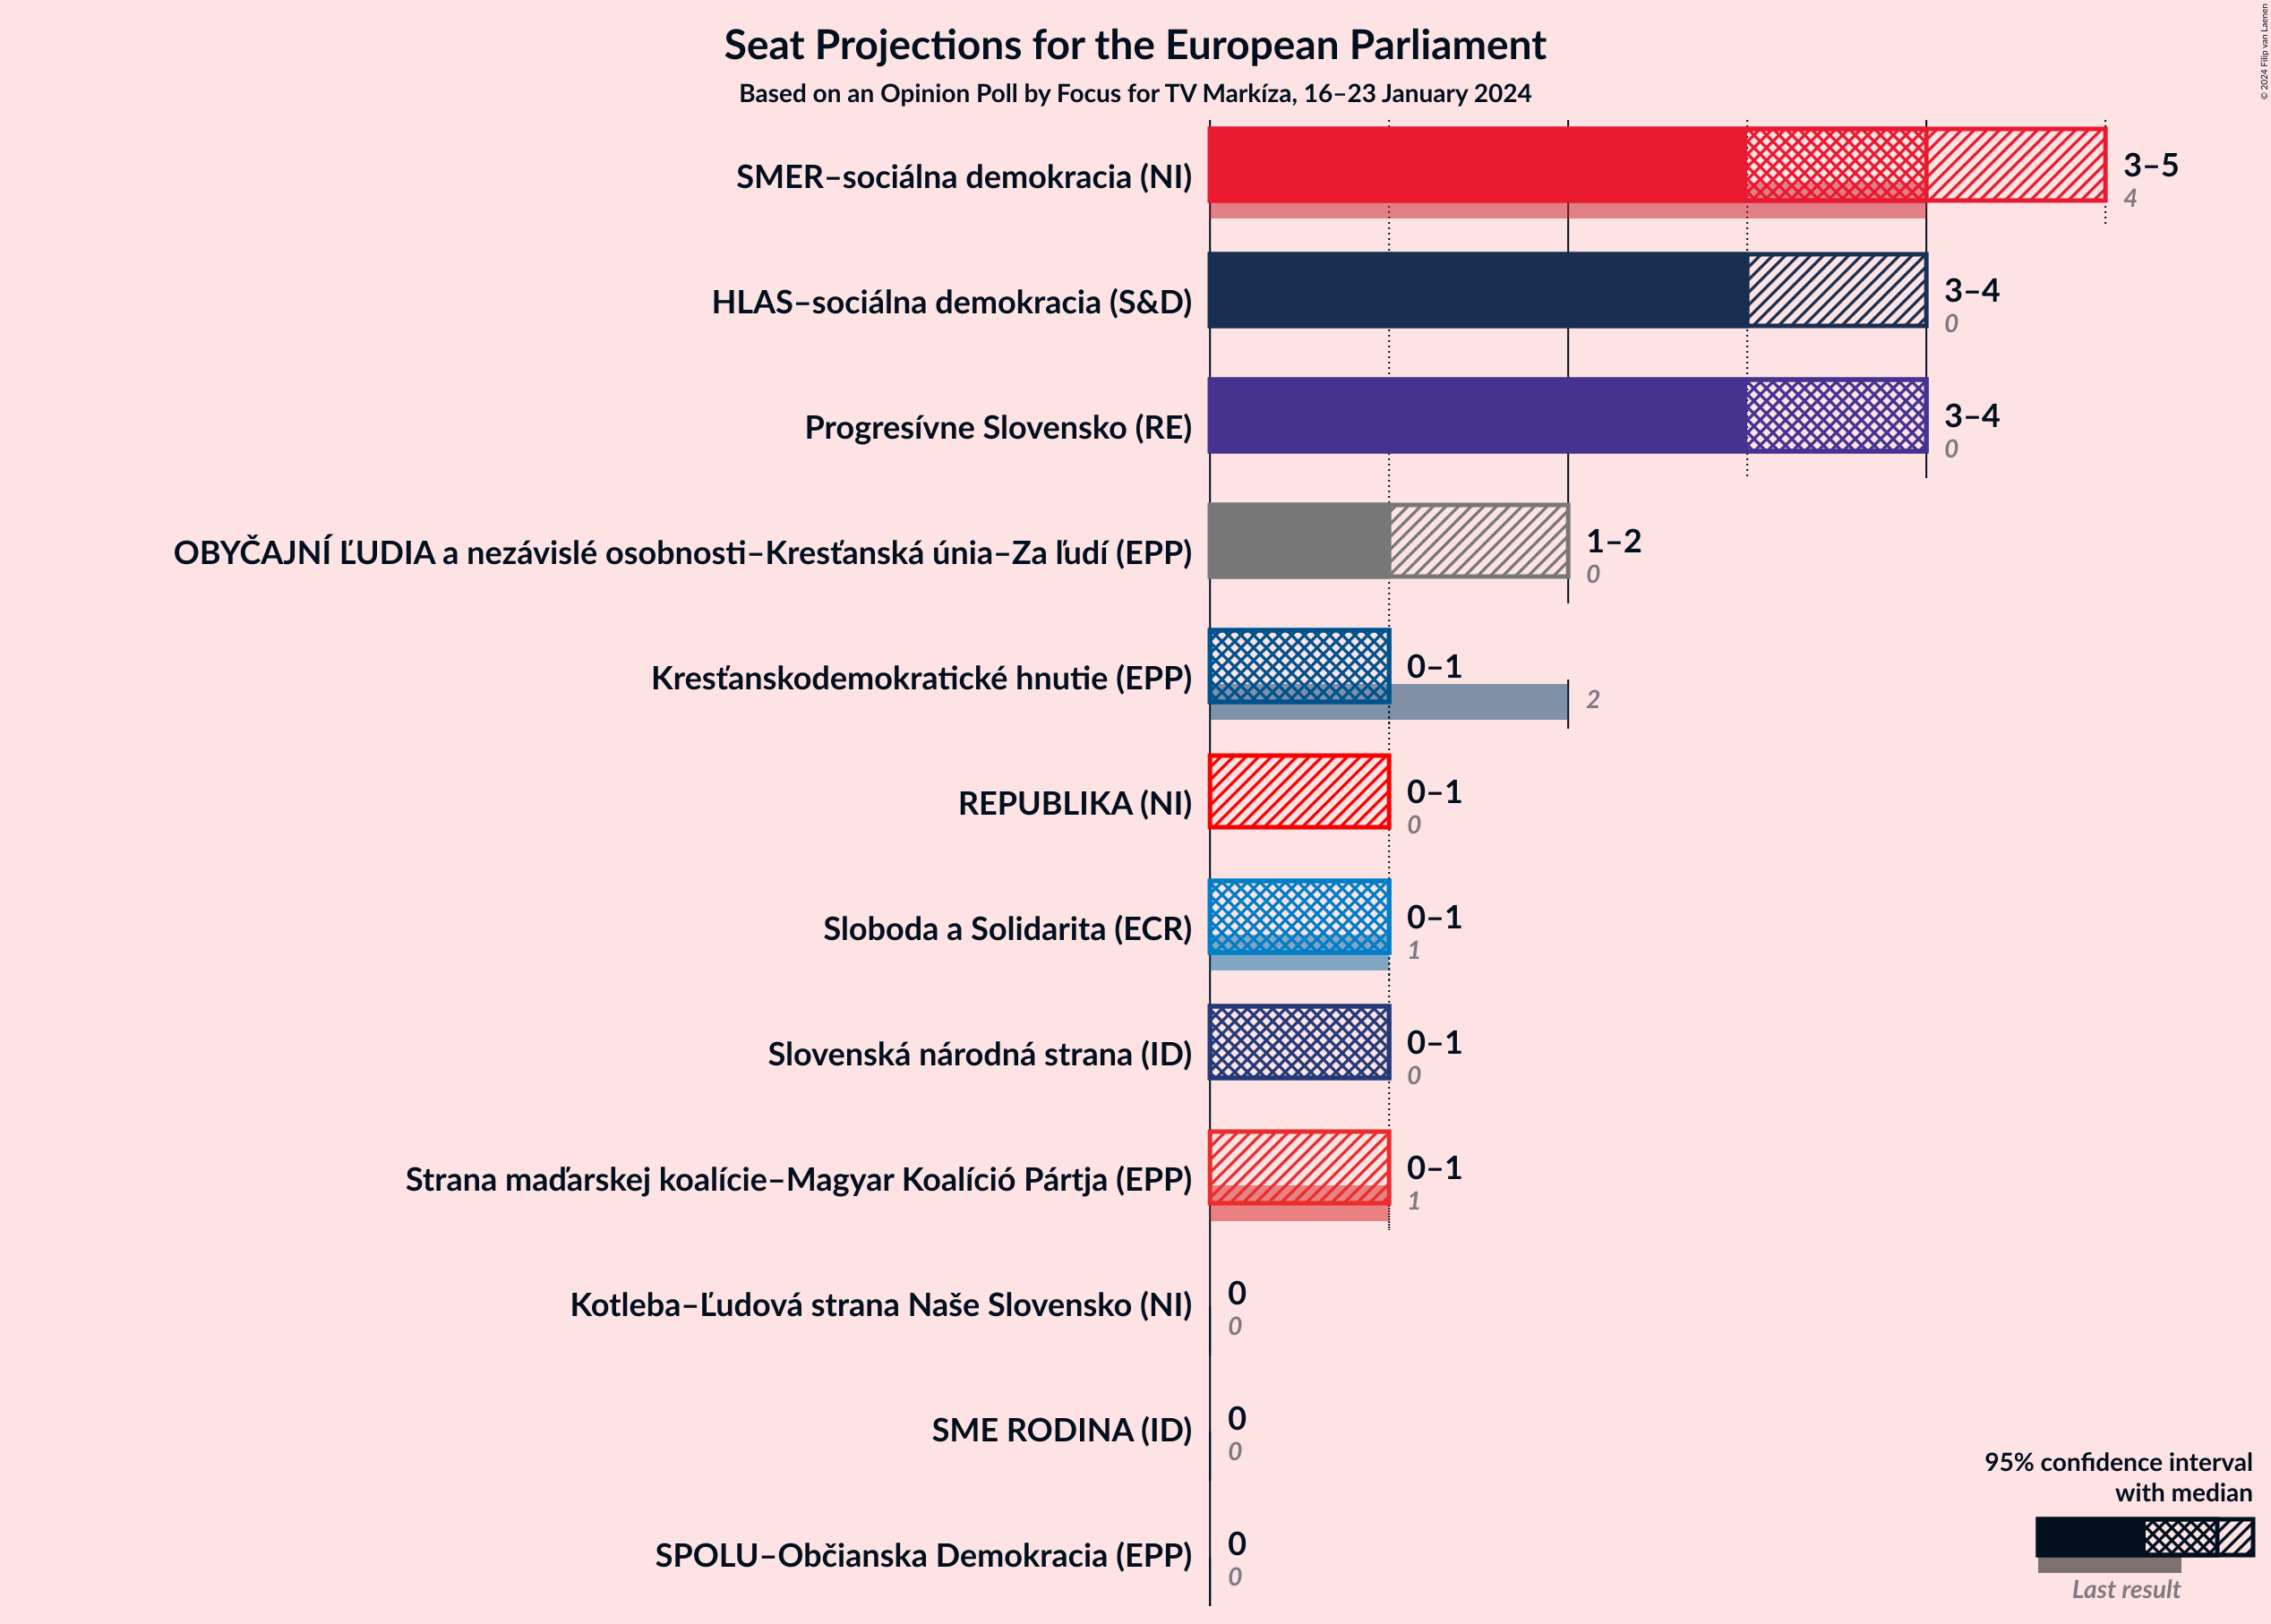 Seat Projections for the European Parliament
Based on an Opinion Poll by Focus for TV Markíza, 16–23 January 2024
© 2024 Filip van Laenen
SMER–sociálna demokracia (NI)
3–5
4
HLAS–sociálna demokracia (S&D)
3–4
0
Progresívne Slovensko (RE)
3–4
0
OBYČAJNÍ ĽUDIA a nezávislé osobnosti–Kresťanská únia–Za ľudí (EPP)
1–2
0
Kresťanskodemokratické hnutie (EPP)
0–1
2
REPUBLIKA (NI)
0–1
0
Sloboda a Solidarita (ECR)
0–1
1
Slovenská národná strana (ID)
0–1
0
Strana maďarskej koalície–Magyar Koalíció Pártja (EPP)
0–1
1
Kotleba–Ľudová strana Naše Slovensko (NI)
0
0
SME RODINA (ID)
0
0
SPOLU–Občianska Demokracia (EPP)
0
0
95% confidence interval
with median
Last result